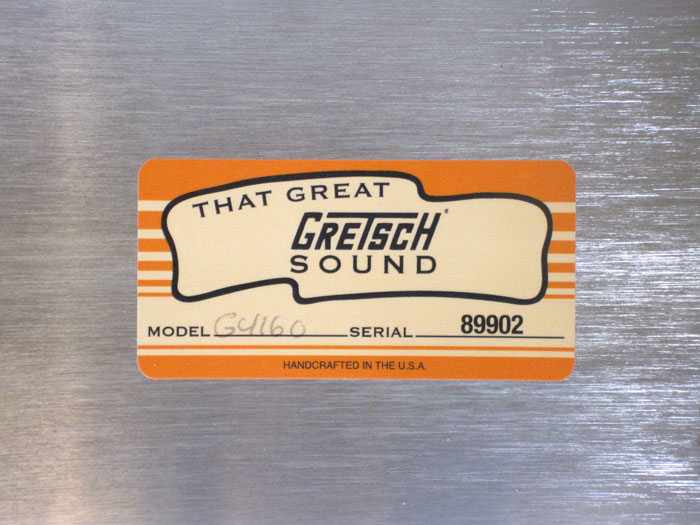 THAT GREAT
GRETSCH®
SOUND
MODEL G4160 SERIAL 89902
HANDCRAFTED IN THE U.S.A.